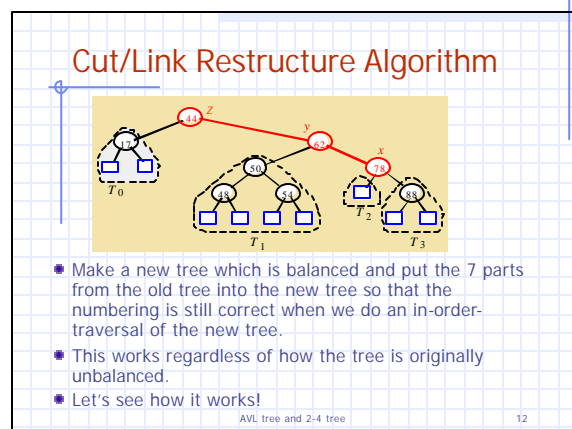 Cut/Link Restructure Algorithm
44 z
y
62
x
17
50
78
48
54
88
T0
T1
T2
T3
Make a new tree which is balanced and put the 7 parts
from the old tree into the new tree so that the
numbering is still correct when we do an in-order-
traversal of the new tree.
This works regardless of how the tree is originally
unbalanced.
Let's see how it works!
AVL tree and 2-4 tree 12